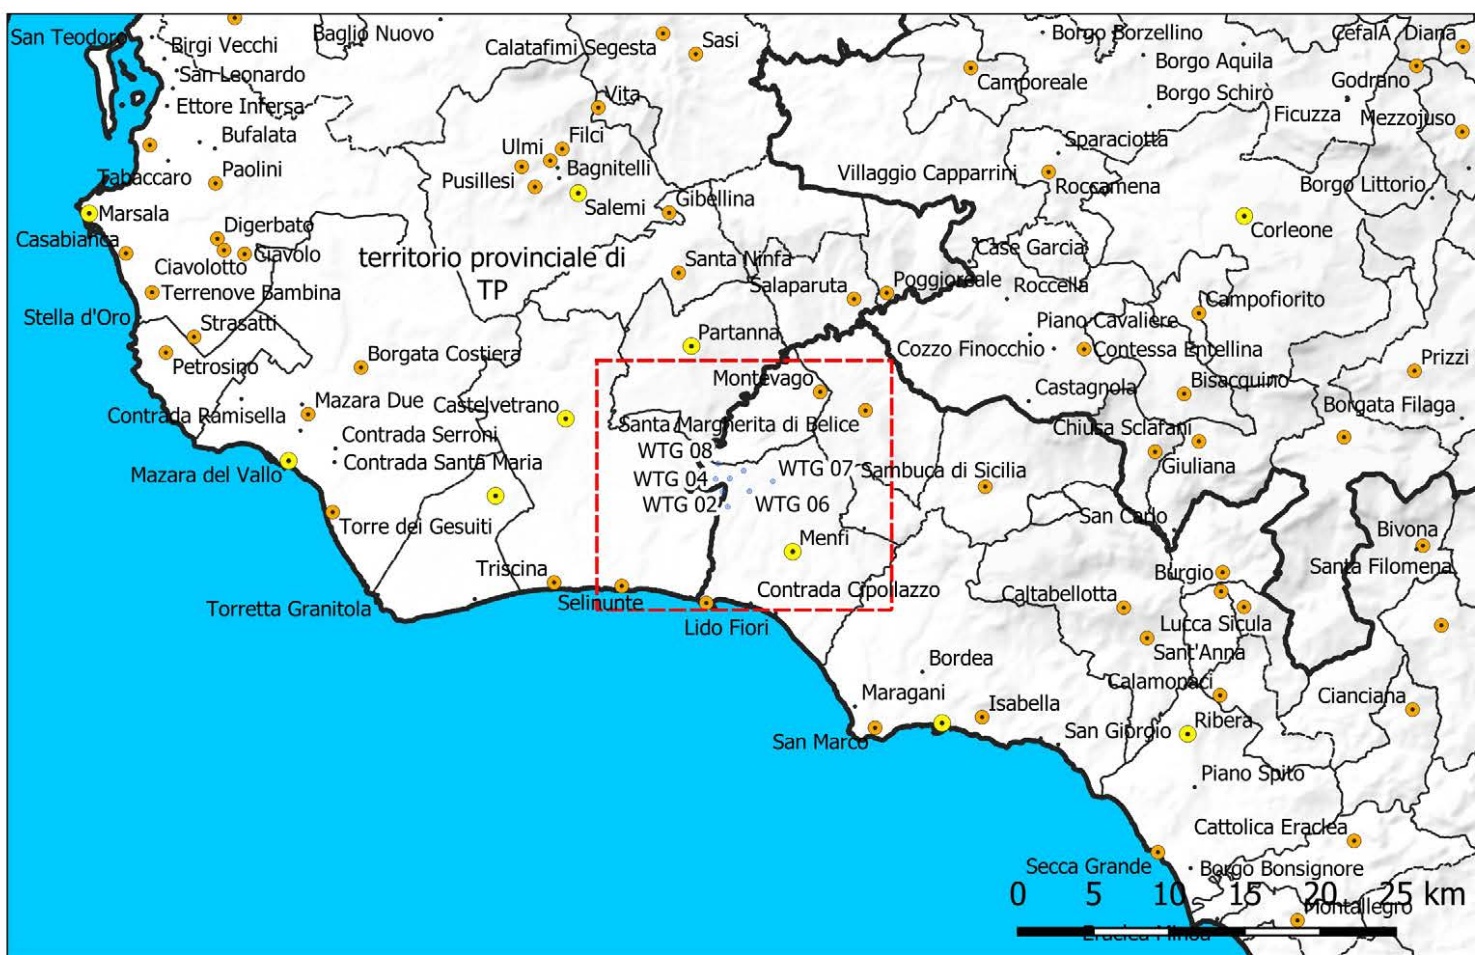 San Teodoro
Birgi Vecchi
Baglio Nuovo
Calatafimi Segesta
Sasi
Borgo Borzellino
CefalÃ Diana
San Leonardo
Camporeale
Borgo Aquila
Godrano
Ettore Infersa
Vita
Borgo Schirò
Ficuzza
Mezzojuso
Bufalata
Ulmi
Filci
Sparaciotta
Tabaccaro
Paolini
Pusillesi
Bagnitelli
Villaggio Capparrini
Roccamena
Borgo Littorio
Marsala
Salemi
Gibellina
Corleone
Casabianca
Digerbato
Ciavolo
Ciavolotto
territorio provinciale di
TP
Santa Ninfa
Case Garcia
Terrenove Bambina
Salaparuta
Poggioreale
Roccella
Campofiorito
Stella d'Oro
Strasatti
Partanna
Piano Cavaliere
Petrosino
Borgata Costiera
Cozzo Finocchio
Contessa Entellina
Prizzi
Montevago
Castagnola
Bisacquino
Contrada Ramisella
Mazara Due
Castelvetrano
Santa Margherita di Belice
Borgata Filaga
Contrada Serroni
Chiusa Sclafani
WTG 08
Mazara del Vallo
Contrada Santa Maria
WTG 04
WTG 07
Sambuca di Sicilia
Giuliana
WTG 02
WTG 06
Torre dei Gesuiti
San Carlo
Bivona
Menfi
Santa Filomena
Triscina
Burgio
Torretta Granitola
Selinunte
Contrada Cipollazzo
Caltabellotta
Lido Fiori
Lucca Sicula
Sant'Anna
Bordea
Calamonaci
Maragani
Isabella
Cianciana
San Marco
San Giorgio
Ribera
Piano Spito
Cattolica Eraclea
Secca Grande
Borgo Bonsignore
0 5 10 15 20 25 km
Montallegro
Eraclea Minoa